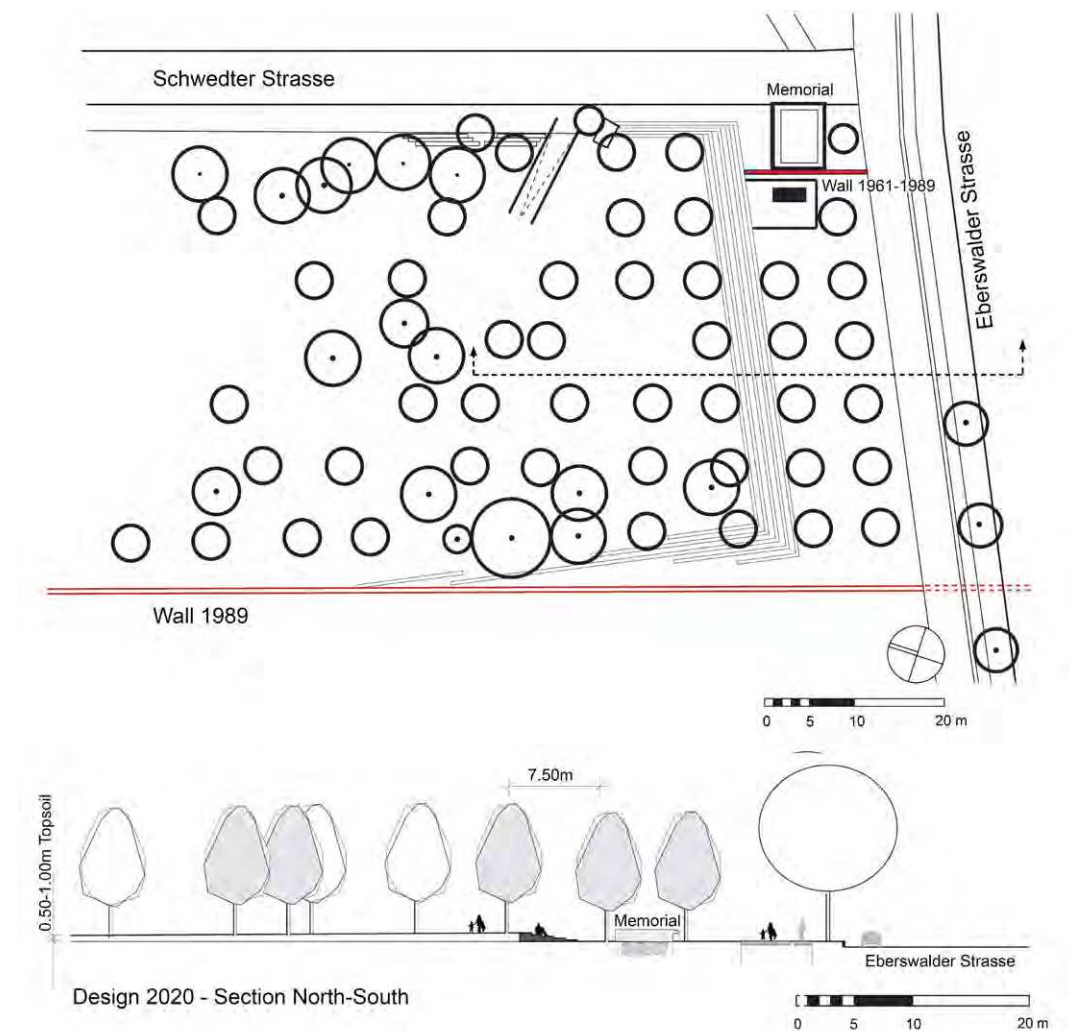 Schwedter Strasse
Memorial
Wall 1961-1989
Eberswalder Strasse
Wall 1989
0 5 10 20 m
7.50m
0.50-1.00m Topsoil
Memorial
Eberswalder Strasse
Design 2020 - Section North-South
0 5 10 20 m